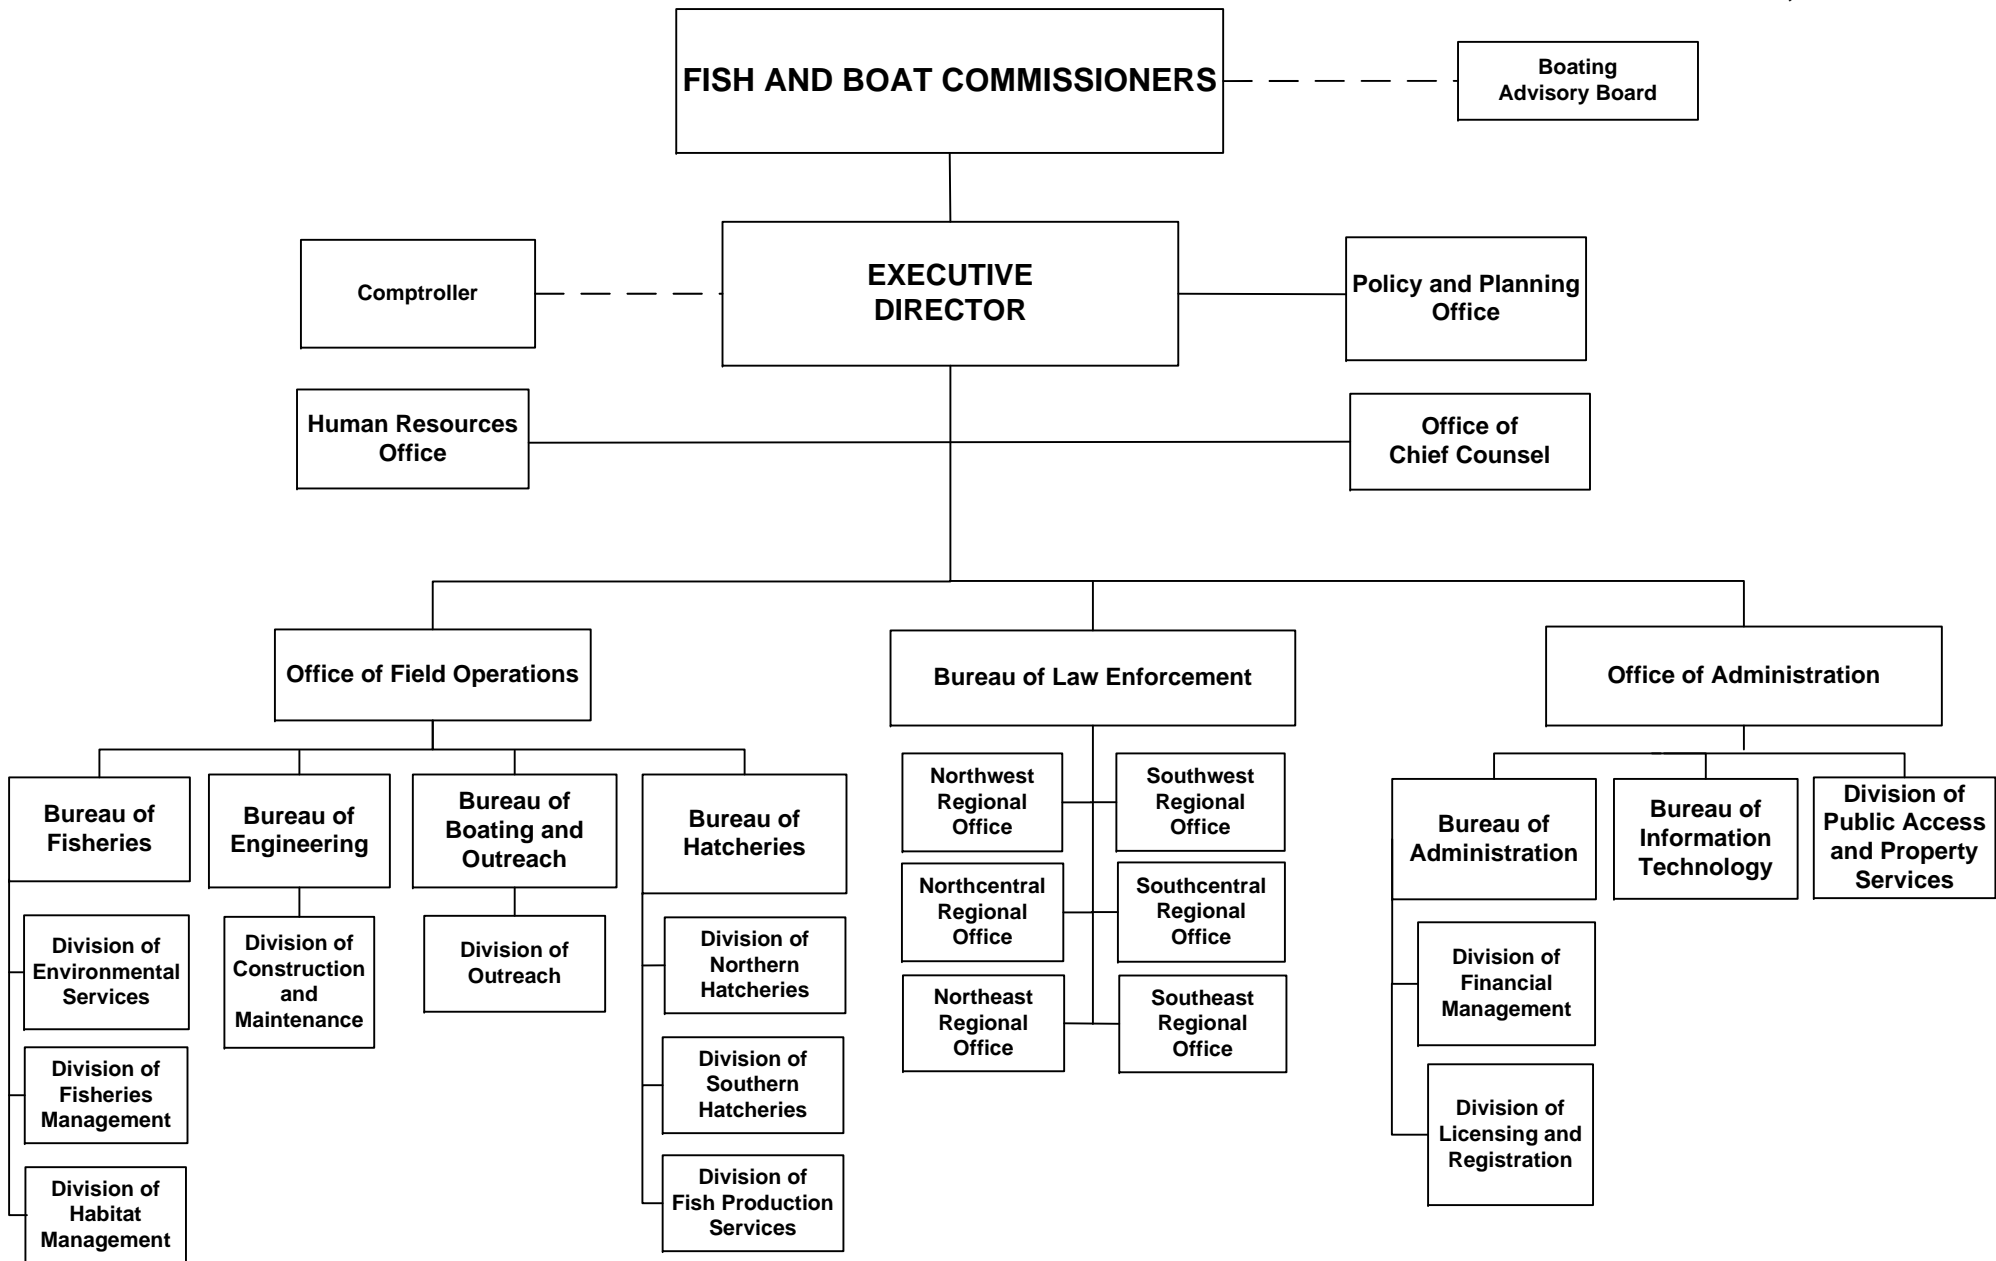 FISH AND BOAT COMMISSIONERS
Boating
Advisory Board
Comptroller
EXECUTIVE
DIRECTOR
Policy and Planning
Office
Human Resources
Office
Office of
Chief Counsel
Office of Field Operations
Bureau of Law Enforcement
Office of Administration
Bureau of
Fisheries
Bureau of
Engineering
Bureau of
Boating and
Outreach
Bureau of
Hatcheries
Northwest
Regional
Office
Southwest
Regional
Office
Bureau of
Administration
Bureau of
Information
Technology
Division of
Public Access
and Property
Services
Division of
Environmental
Services
Division of
Construction
and
Maintenance
Division of
Outreach
Division of
Northern
Hatcheries
Northcentral
Regional
Office
Southcentral
Regional
Office
Division of
Financial
Management
Division of
Fisheries
Management
Division of
Southern
Hatcheries
Northeast
Regional
Office
Southeast
Regional
Office
Division of
Licensing and
Registration
Division of
Habitat
Management
Division of
Fish Production
Services